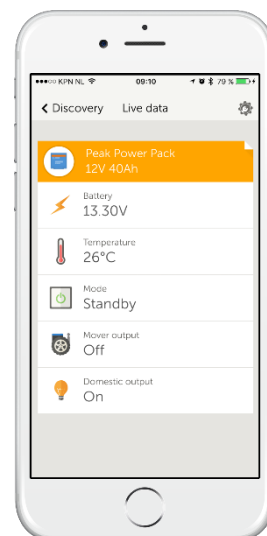 KPN NL 09:10 79 %
Discovery Live data
Peak Power Pack
12V 40Ah
Battery
13.30V
Temperature
26°C
Mode
Standby
Mover output
Off
Domestic output
On